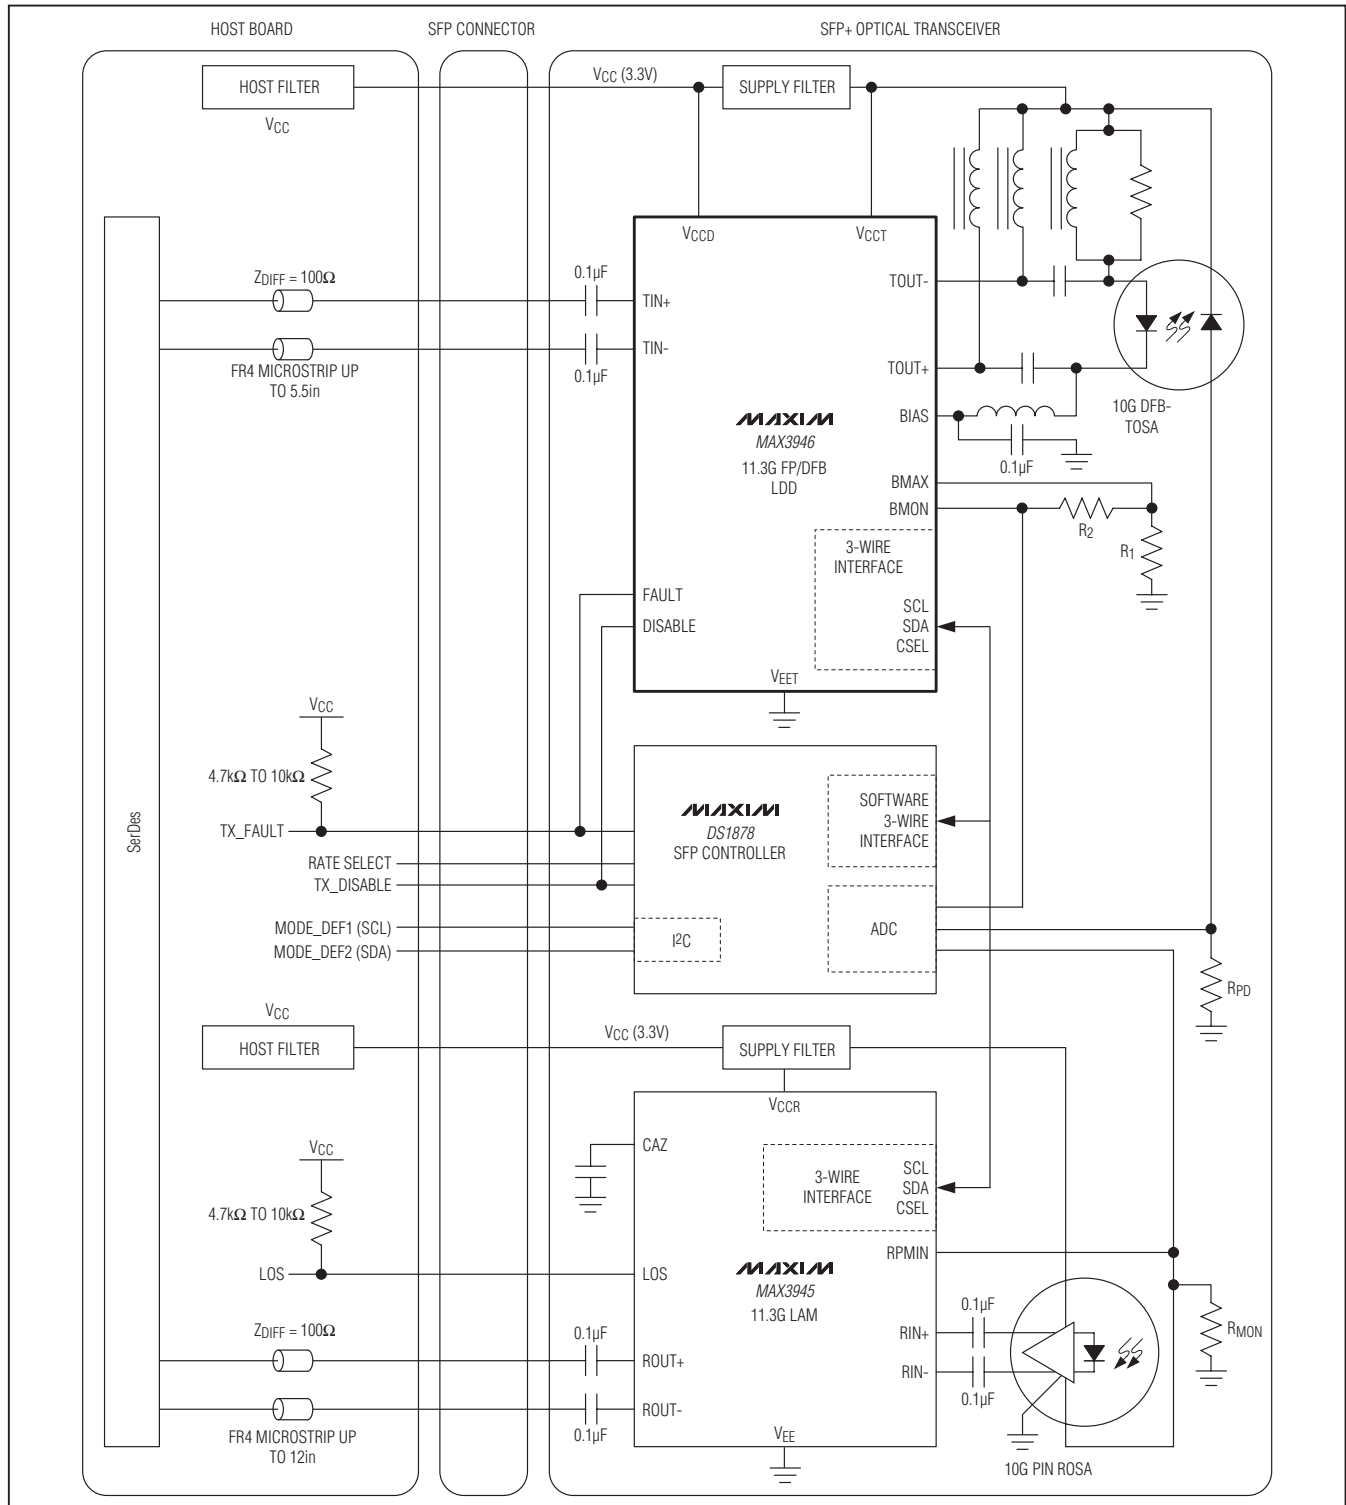 HOST BOARD
SFP CONNECTOR
SFP+ OPTICAL TRANSCEIVER
HOST FILTER
VCC
VCC (3.3V)
SUPPLY FILTER
VCCD
VCCT
ZDIFF = 100Ω
0.1µF
TIN+
TIN-
0.1µF
FR4 MICROSTRIP UP
TO 5.5in
TOUT-
TOUT+
BIAS
0.1µF
10G DFB-
TOSA
MAXIM
MAX3946
11.3G FP/DFB
LDD
BMAX
BMON
R2
R1
3-WIRE
INTERFACE
SCL
SDA
CSEL
FAULT
DISABLE
VEET
SerDes
VCC
4.7kΩ TO 10kΩ
TX_FAULT
RATE SELECT
TX_DISABLE
MODE_DEF1 (SCL)
MODE_DEF2 (SDA)
MAXIM
DS1878
SFP CONTROLLER
I2C
SOFTWARE
3-WIRE
INTERFACE
ADC
RPD
VCC
HOST FILTER
VCC (3.3V)
SUPPLY FILTER
VCCR
CAZ
3-WIRE
INTERFACE
SCL
SDA
CSEL
VCC
4.7kΩ TO 10kΩ
LOS
LOS
RPMIN
MAXIM
MAX3945
11.3G LAM
ZDIFF = 100Ω
0.1µF
ROUT+
ROUT-
0.1µF
FR4 MICROSTRIP UP
TO 12in
0.1µF
RIN+
RIN-
0.1µF
RMON
VEE
10G PIN ROSA